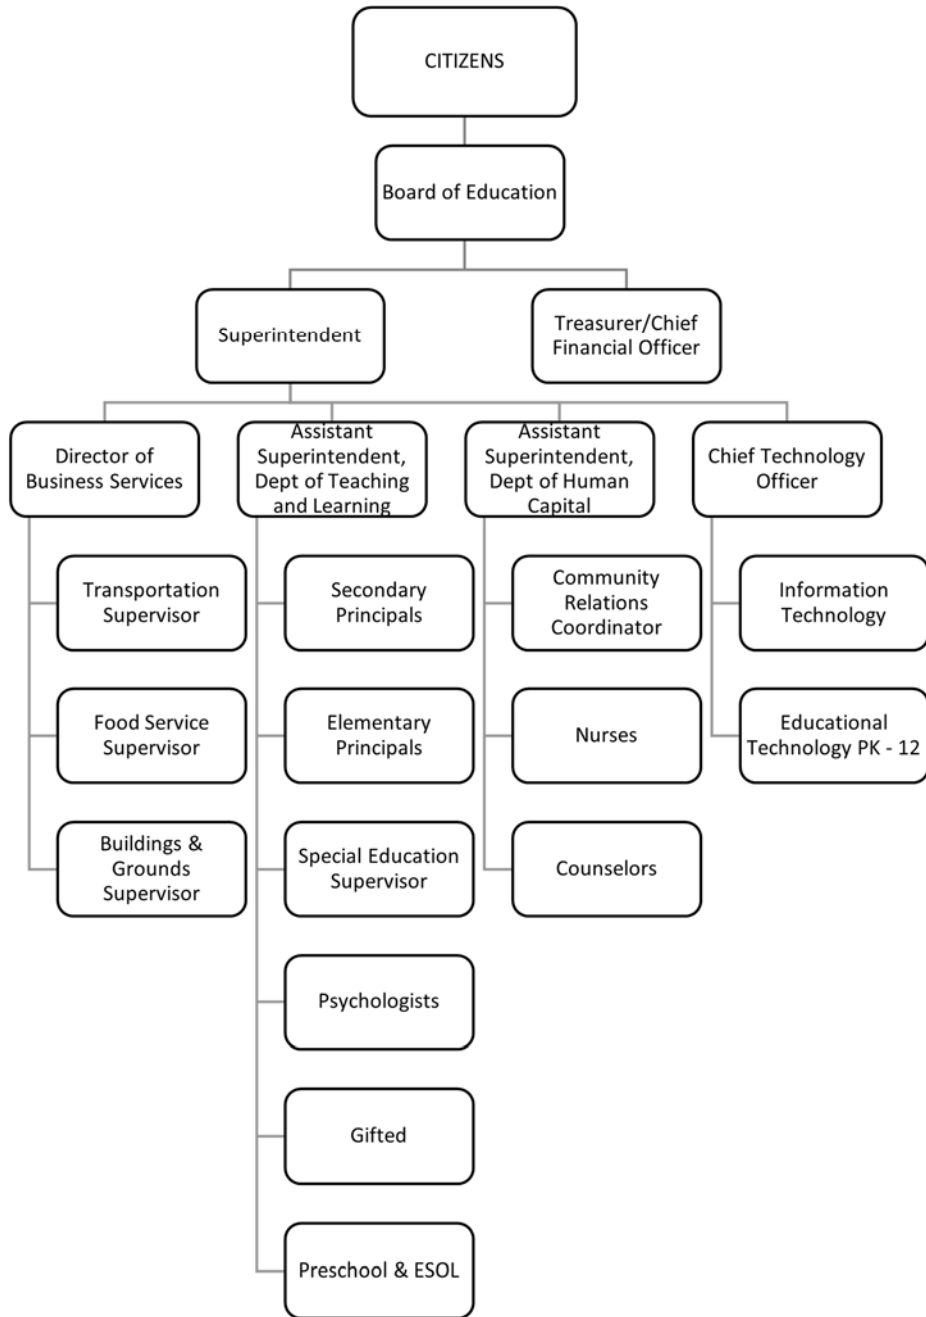 CITIZENS
Board of Education
Superintendent
Treasurer/Chief
Financial Officer
Director of
Business Services
Assistant
Superintendent,
Dept of Teaching
and Learning
Assistant
Superintendent,
Dept of Human
Capital
Chief Technology
Officer
Transportation
Supervisor
Secondary
Principals
Community
Relations
Coordinator
Information
Technology
Food Service
Supervisor
Elementary
Principals
Nurses
Educational
Technology PK - 12
Buildings &
Grounds
Supervisor
Special Education
Supervisor
Counselors
Psychologists
Gifted
Preschool & ESOL